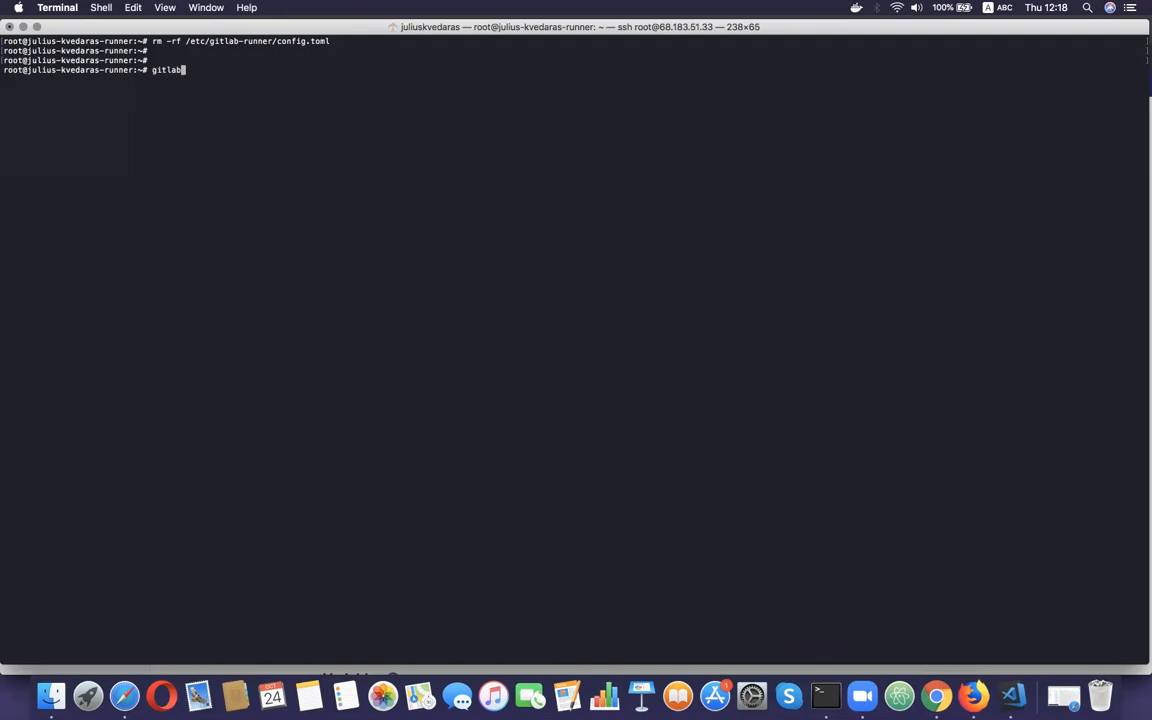 Terminal Shell Edit View Window Help 100% A ABC Thu 12:18
juliuskvedaras — root@julius-kvedaras-runner: ~ — ssh root@68.183.51.33 — 238×65
[root@julius-kvedaras-runner:~# rm -rf /etc/gitlab-runner/config.toml ]
[root@julius-kvedaras-runner:~# ]
[root@julius-kvedaras-runner:~# ]
root@julius-kvedaras-runner:~# gitlab
24
1